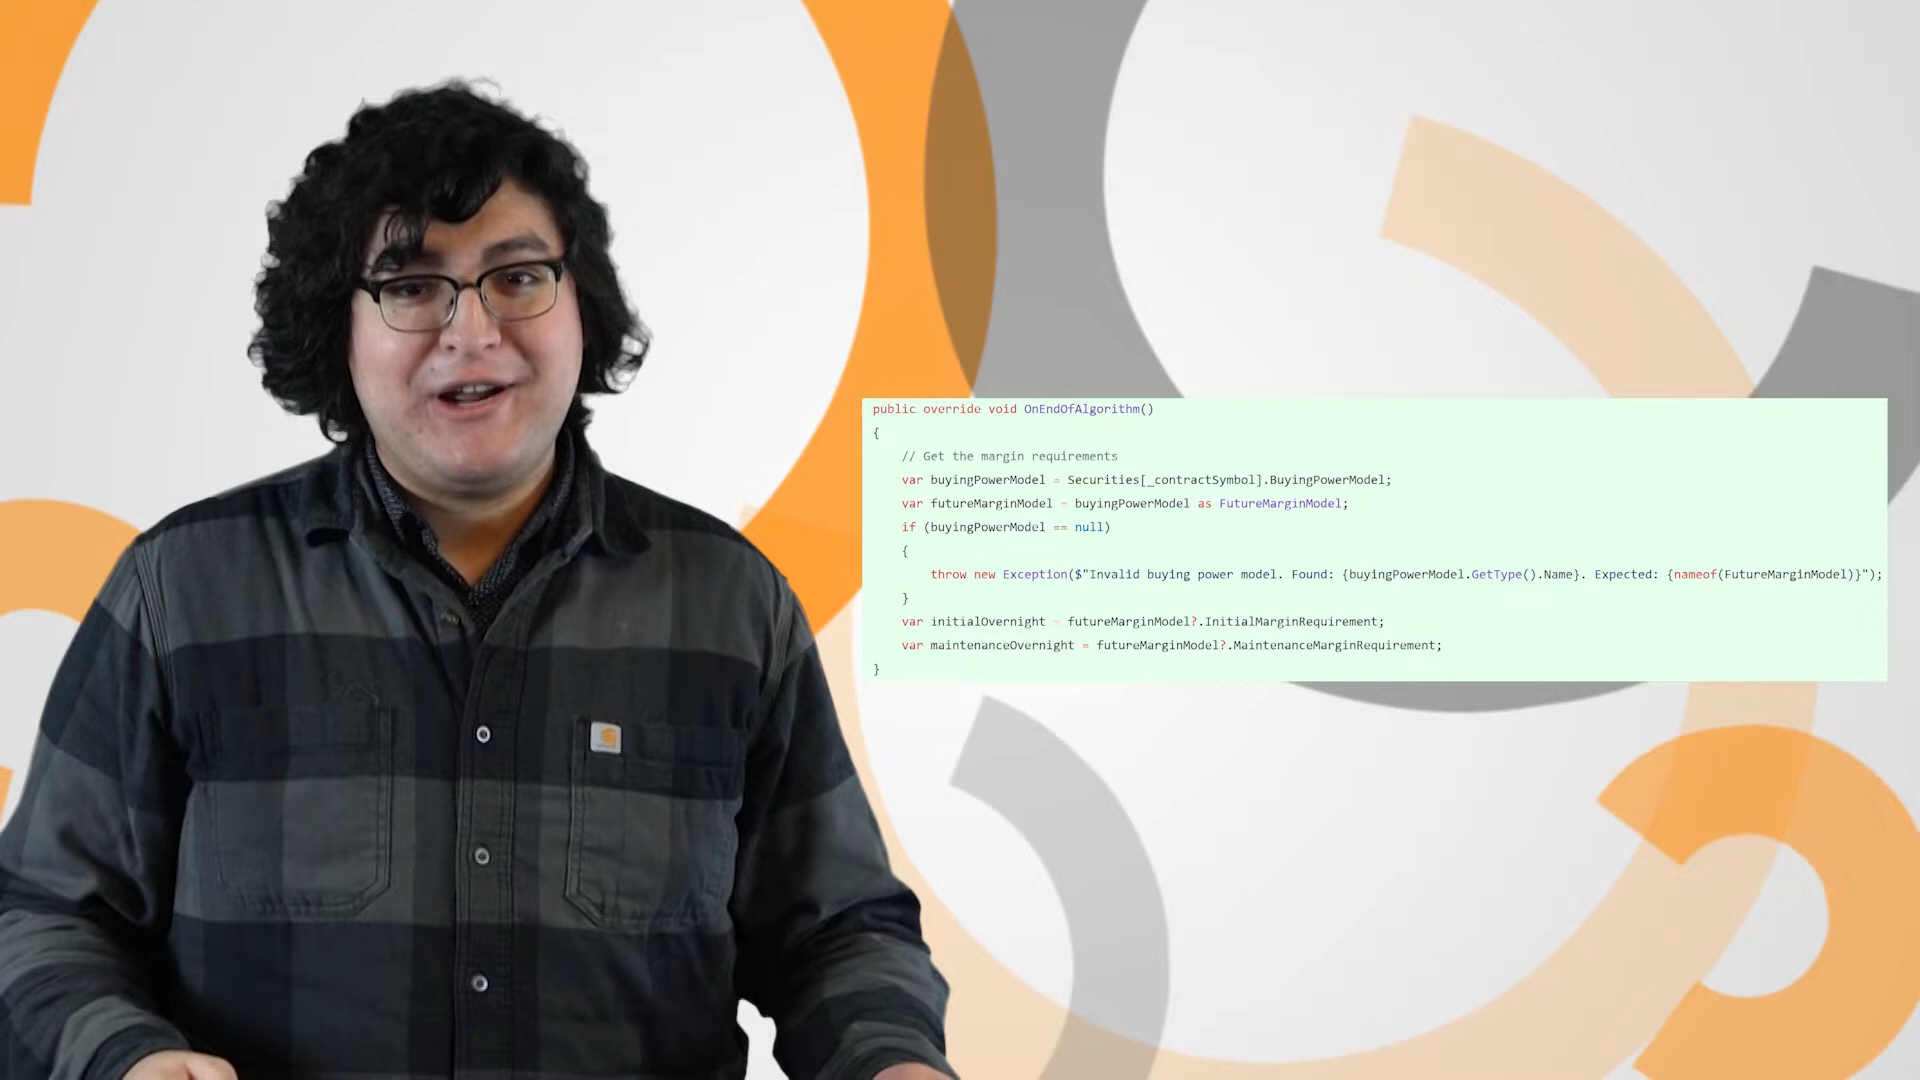 public override void OnEndOfAlgorithm()
{
// Get the margin requirements
var buyingPowerModel = Securities[_contractSymbol].BuyingPowerModel;
var futureMarginModel = buyingPowerModel as FutureMarginModel;
if (buyingPowerModel == null)
{
throw new Exception($"Invalid buying power model. Found: {buyingPowerModel.GetType().Name}. Expected: {nameof(FutureMarginModel)}");
}
var initialOvernight = futureMarginModel?.InitialMarginRequirement;
var maintenanceOvernight = futureMarginModel?.MaintenanceMarginRequirement;
}